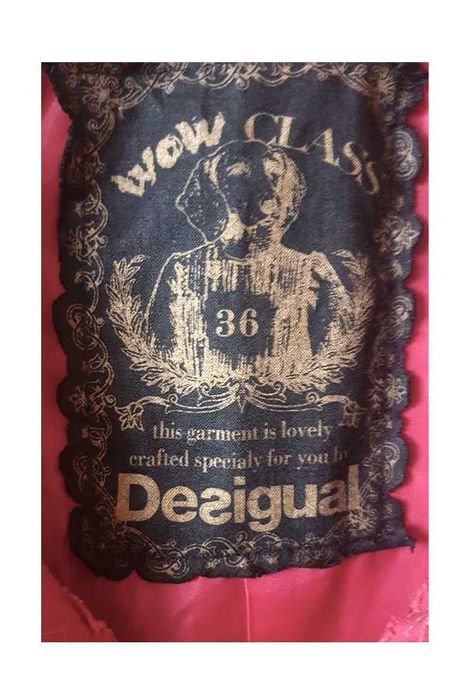 WOW CLASS
36
this garment is lovely
crafted specialy for you by
Desigual